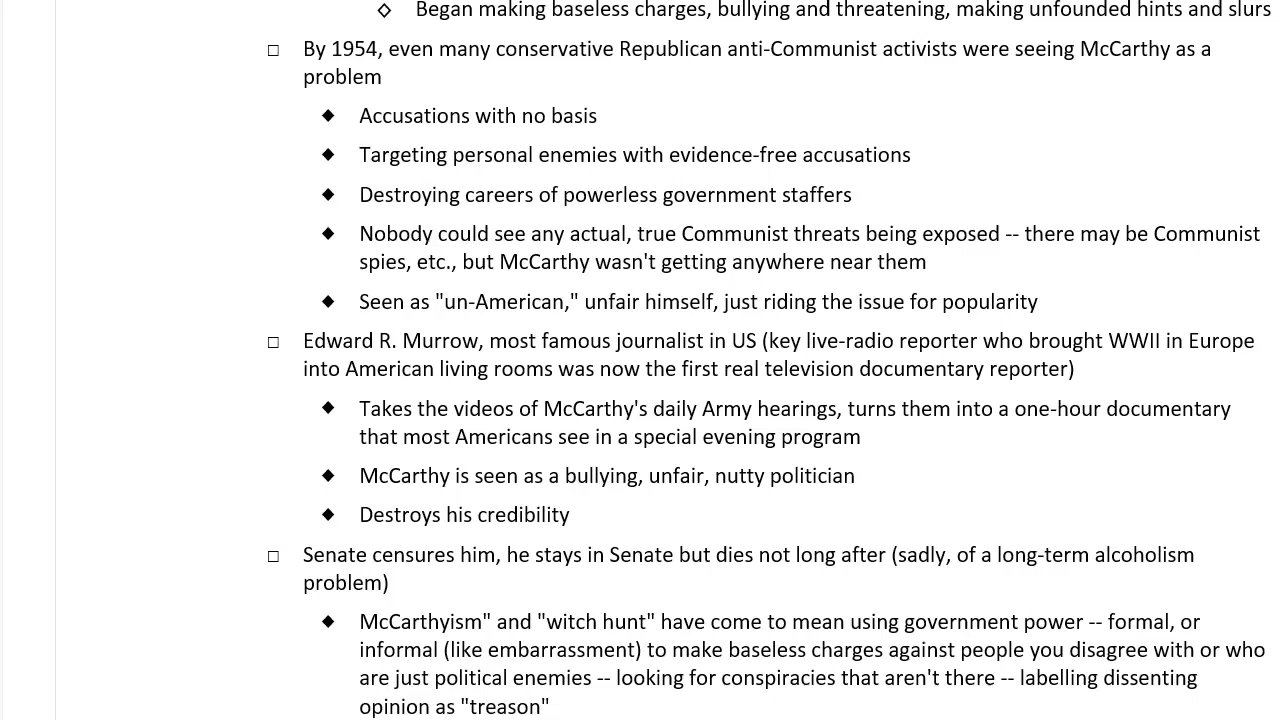 Began making baseless charges, bullying and threatening, making unfounded hints and slurs
By 1954, even many conservative Republican anti-Communist activists were seeing McCarthy as a
problem
Accusations with no basis
Targeting personal enemies with evidence-free accusations
Destroying careers of powerless government staffers
Nobody could see any actual, true Communist threats being exposed -- there may be Communist
spies, etc., but McCarthy wasn't getting anywhere near them
Seen as "un-American," unfair himself, just riding the issue for popularity
Edward R. Murrow, most famous journalist in US (key live-radio reporter who brought WWII in Europe
into American living rooms was now the first real television documentary reporter)
Takes the videos of McCarthy's daily Army hearings, turns them into a one-hour documentary
that most Americans see in a special evening program
McCarthy is seen as a bullying, unfair, nutty politician
Destroys his credibility
Senate censures him, he stays in Senate but dies not long after (sadly, of a long-term alcoholism
problem)
McCarthyism" and "witch hunt" have come to mean using government power -- formal, or
informal (like embarrassment) to make baseless charges against people you disagree with or who
are just political enemies -- looking for conspiracies that aren't there -- labelling dissenting
opinion as "treason"